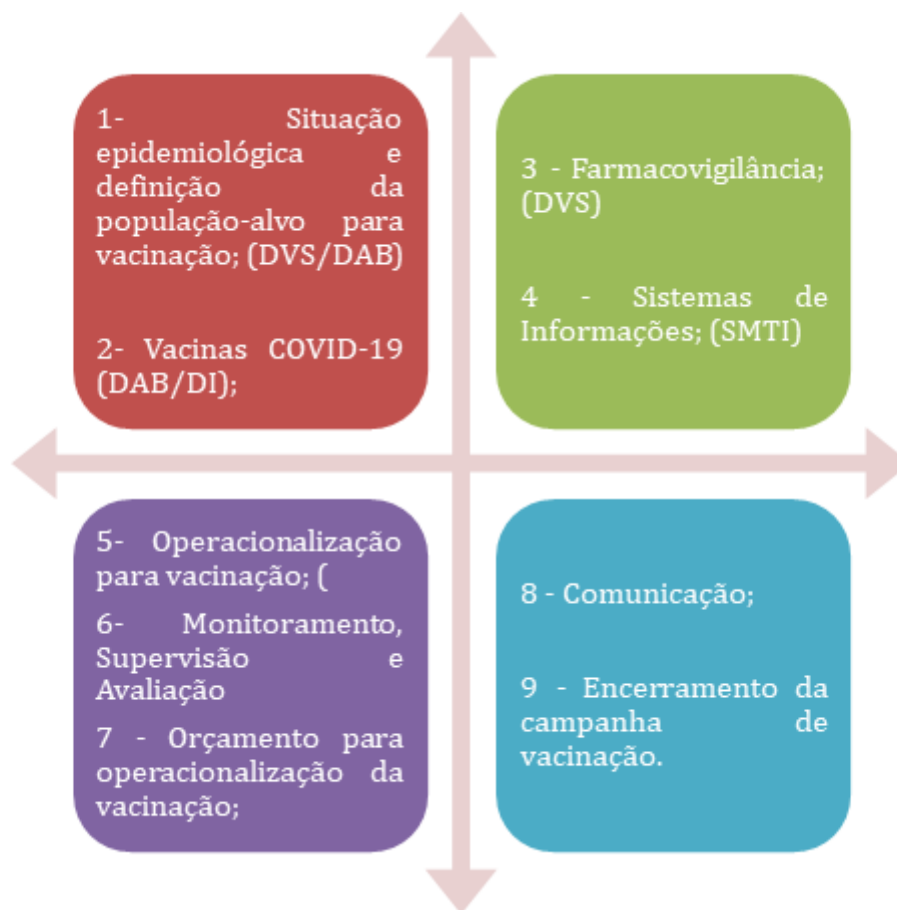 1- Situação
epidemiológica e
definição da
população-alvo para
vacinação; (DVS/DAB)
2- Vacinas COVID-19
(DAB/DI);
3 - Farmacovigilância;
(DVS)
4 - Sistemas de
Informações; (SMTI)
5- Operacionalização
para vacinação; (
6- Monitoramento,
Supervisão e
Avaliação
7 - Orçamento para
operacionalização da
vacinação;
8 - Comunicação;
9 - Encerramento da
campanha de
vacinação.